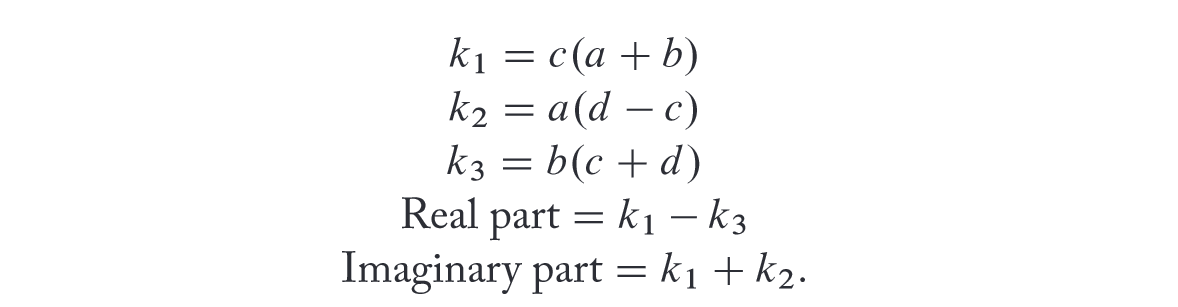 k₁ = c(a + b)
k₂ = a(d − c)
k₃ = b(c + d)
Real part = k₁ − k₃
Imaginary part = k₁ + k₂.